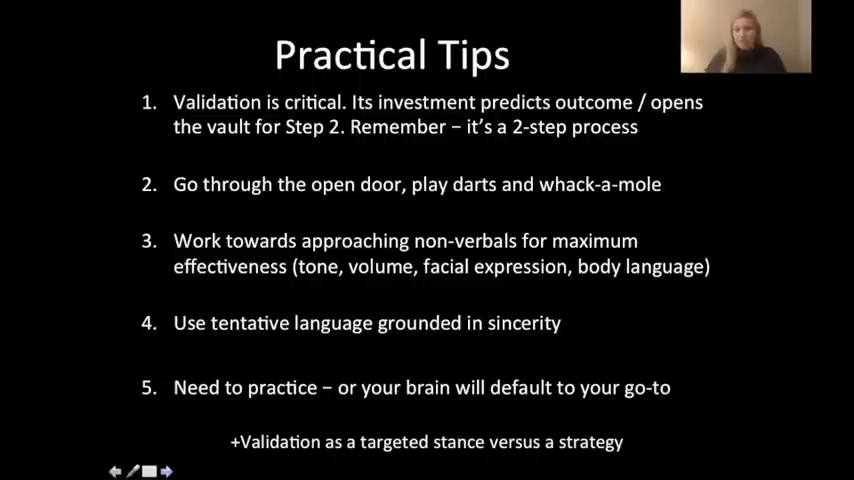 Practical Tips
1. Validation is critical. Its investment predicts outcome / opens
the vault for Step 2. Remember – it's a 2-step process
2. Go through the open door, play darts and whack-a-mole
3. Work towards approaching non-verbals for maximum
effectiveness (tone, volume, facial expression, body language)
4. Use tentative language grounded in sincerity
5. Need to practice – or your brain will default to your go-to
+Validation as a targeted stance versus a strategy